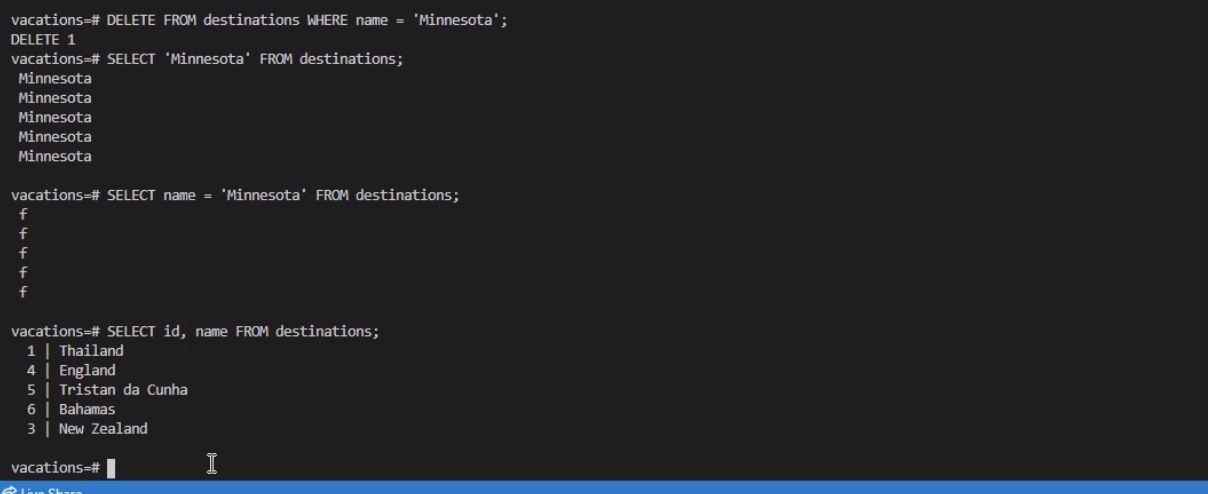 vacations=# DELETE FROM destinations WHERE name = 'Minnesota';
DELETE 1
vacations=# SELECT 'Minnesota' FROM destinations;
Minnesota
Minnesota
Minnesota
Minnesota
Minnesota
vacations=# SELECT name = 'Minnesota' FROM destinations;
f
f
f
f
f
vacations=# SELECT id, name FROM destinations;
1 | Thailand
4 | England
5 | Tristan da Cunha
6 | Bahamas
3 | New Zealand
vacations=#
Live Share